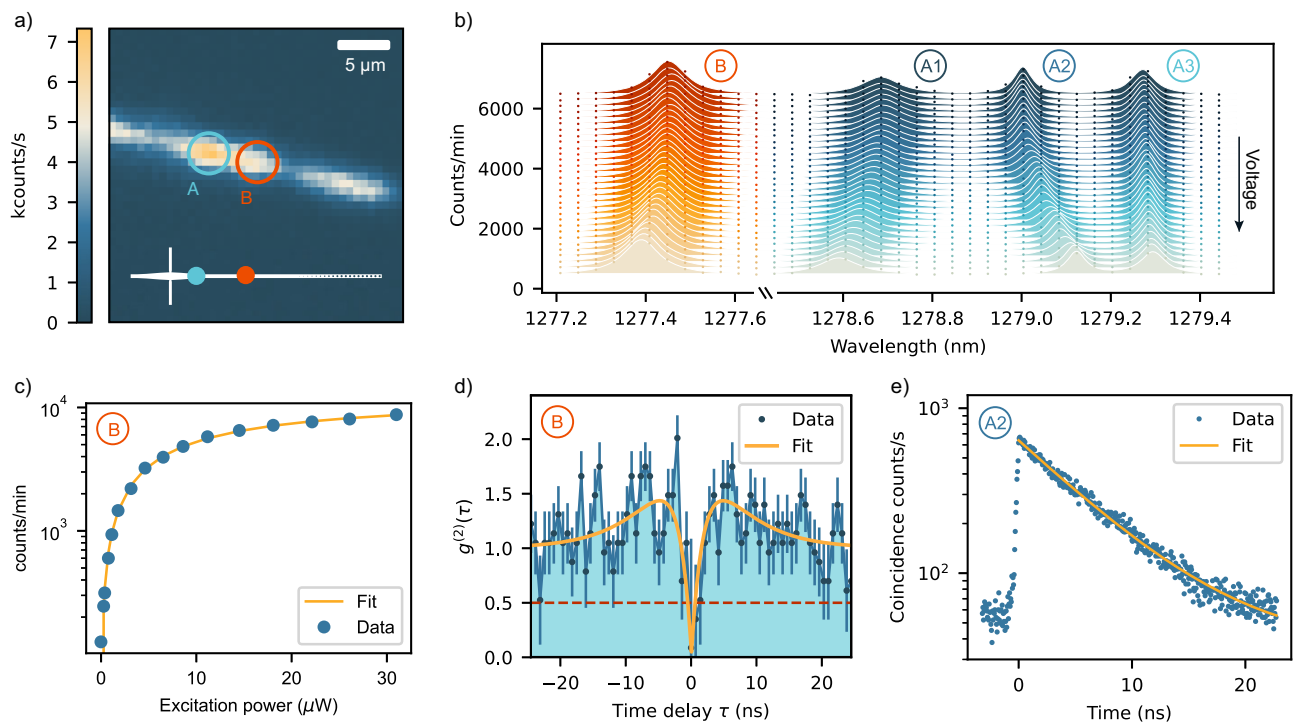 a)
7
6
5
4
3
2
1
0
kcounts/s
5 μm
A
B
b)
B
A1
A2
A3
6000
4000
2000
0
Counts/min
Voltage
1277.2 1277.4 1277.6 1278.6 1278.8 1279.0 1279.2 1279.4
Wavelength (nm)
c)
B
10⁴
10³
counts/min
Fit
Data
0 10 20 30
Excitation power (μW)
d)
B
Data
Fit
2.0
1.5
1.0
0.5
0.0
g⁽²⁾(τ)
−20 −10 0 10 20
Time delay τ (ns)
e)
A2
Data
Fit
10³
10²
Coincidence counts/s
0 10 20
Time (ns)